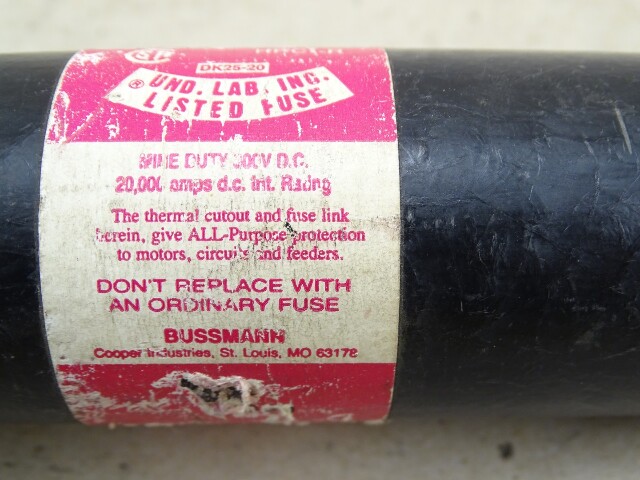 DK25-20
® UND. LAB. INC.
LISTED FUSE
MINE DUTY 300V D.C.
20,000 amps d.c. Int. Rating
The thermal cutout and fuse link
herein, give ALL-Purpose protection
to motors, circuits and feeders.
DON'T REPLACE WITH
AN ORDINARY FUSE
BUSSMANN
Cooper Industries, St. Louis, MO 63178